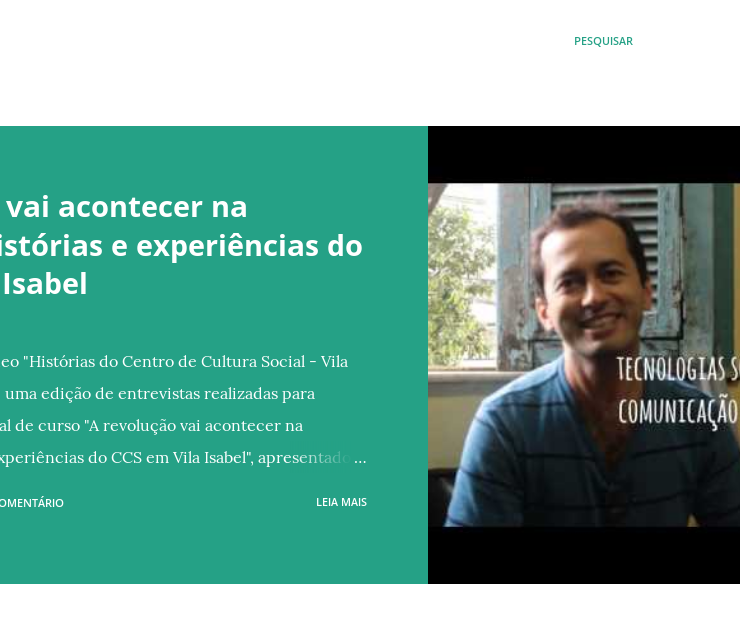 PESQUISAR
vai acontecer na
istórias e experiências do
Isabel
eo "Histórias do Centro de Cultura Social - Vila
uma edição de entrevistas realizadas para
al de curso "A revolução vai acontecer na
xperiências do CCS em Vila Isabel", apresentado …
OMENTÁRIO
LEIA MAIS
TECNOLOGIAS S
COMUNICAÇÃO